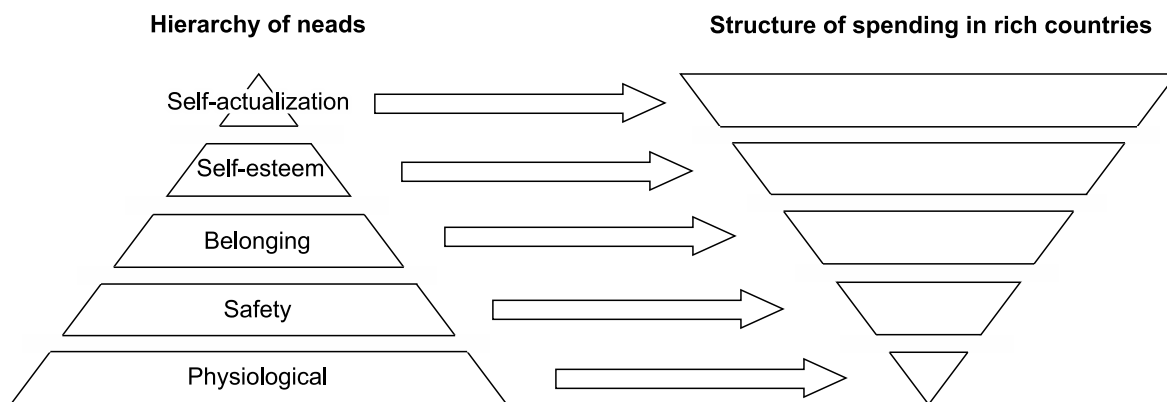 Hierarchy of neads
Structure of spending in rich countries
Self-actualization
Self-esteem
Belonging
Safety
Physiological